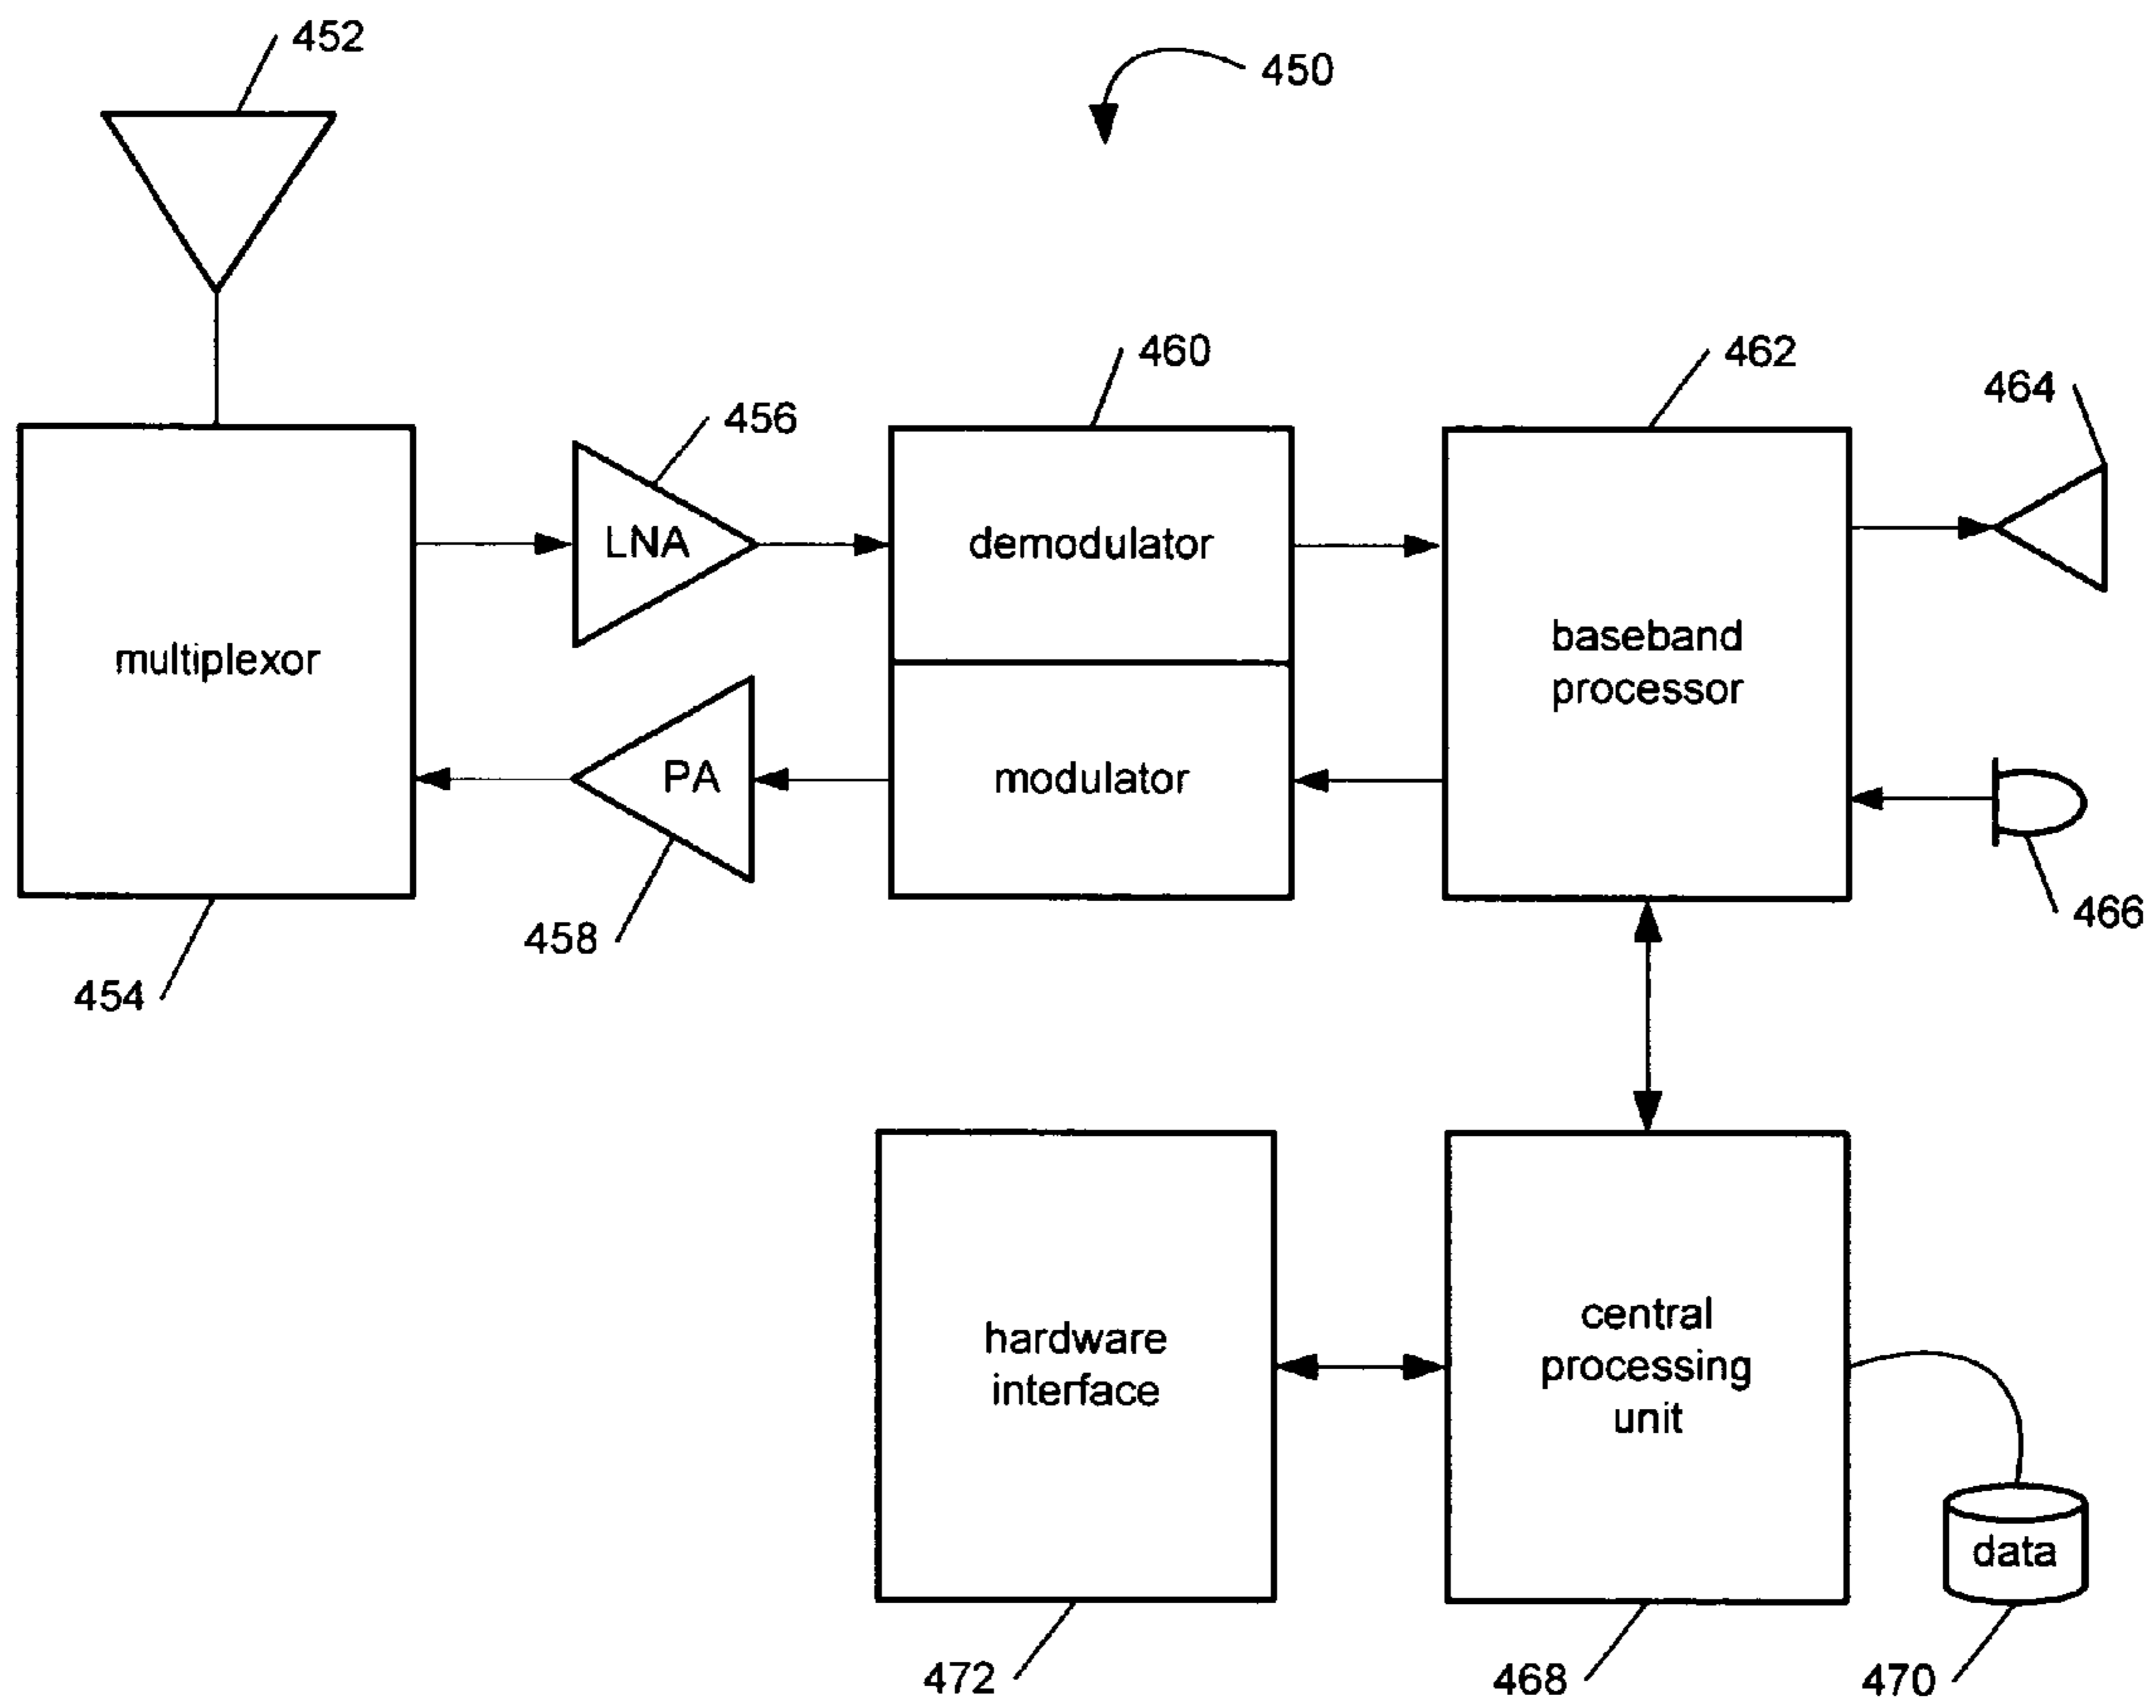 452
450
460
462
464
456
LNA
demodulator
baseband
processor
multiplexor
PA
modulator
458
466
454
hardware
interface
central
processing
unit
data
472
468
470